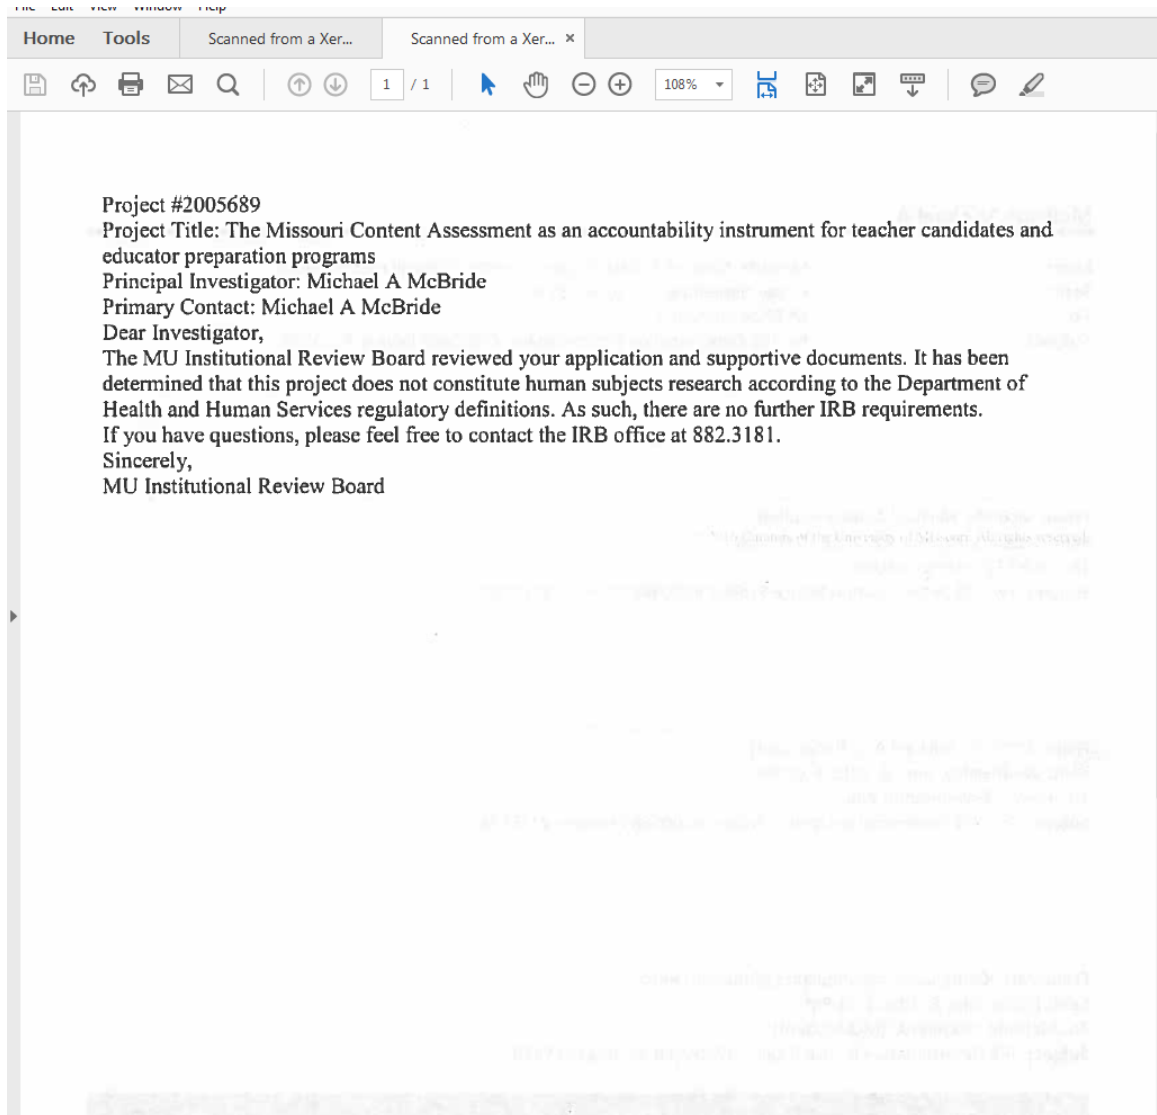 File Edit View Window Help
Home Tools Scanned from a Xer... Scanned from a Xer... ×
1 / 1 108%
Project #2005689
Project Title: The Missouri Content Assessment as an accountability instrument for teacher candidates and
educator preparation programs
Principal Investigator: Michael A McBride
Primary Contact: Michael A McBride
Dear Investigator,
The MU Institutional Review Board reviewed your application and supportive documents. It has been
determined that this project does not constitute human subjects research according to the Department of
Health and Human Services regulatory definitions. As such, there are no further IRB requirements.
If you have questions, please feel free to contact the IRB office at 882.3181.
Sincerely,
MU Institutional Review Board